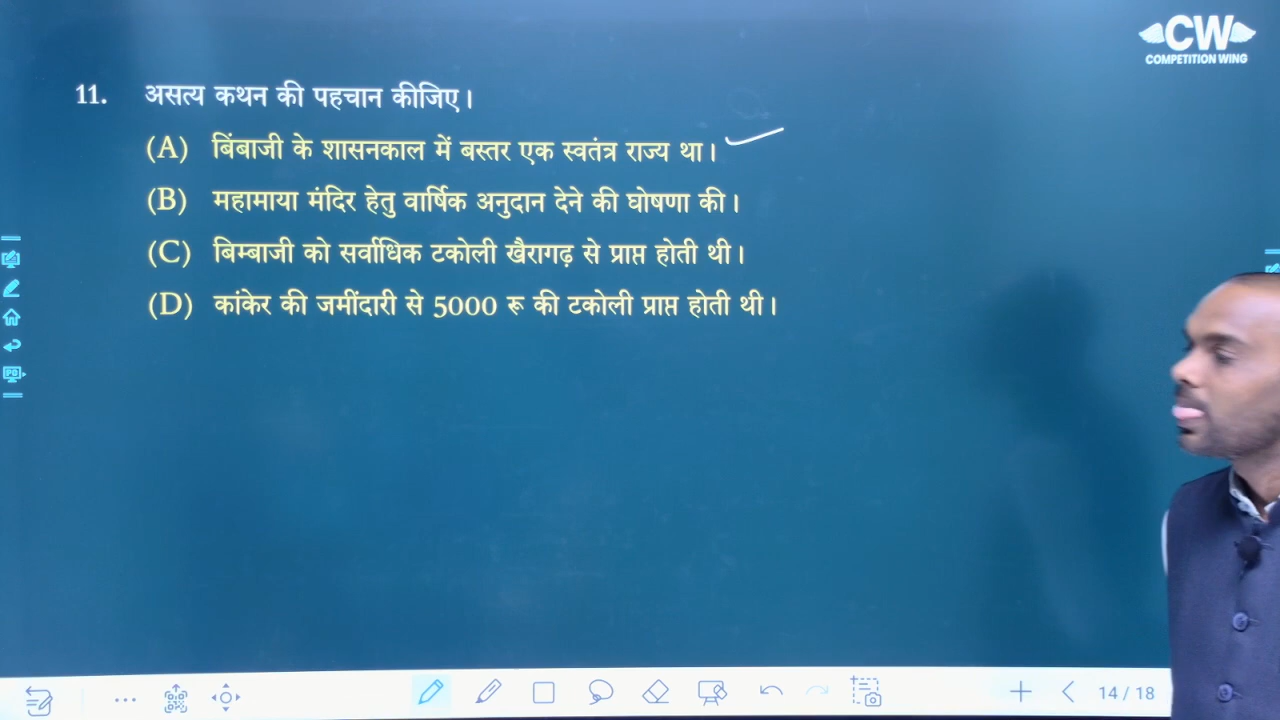 CW
COMPETITION WING
11. असत्य कथन की पहचान कीजिए।
(A) बिंबाजी के शासनकाल में बस्तर एक स्वतंत्र राज्य था।
(B) महामाया मंदिर हेतु वार्षिक अनुदान देने की घोषणा की।
(C) बिम्बाजी को सर्वाधिक टकोली खैरागढ़ से प्राप्त होती थी।
(D) कांकेर की जमींदारी से 5000 रू की टकोली प्राप्त होती थी।
14 / 18